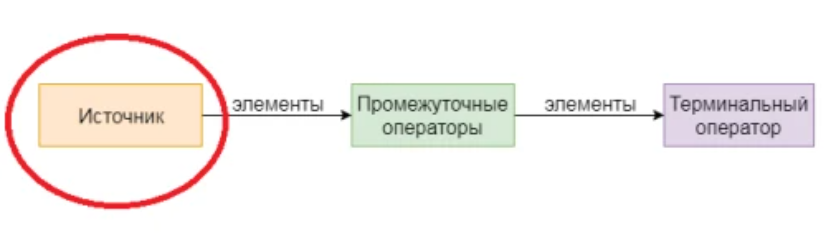 Источник
элементы
Промежуточные
операторы
элементы
Терминальный
оператор